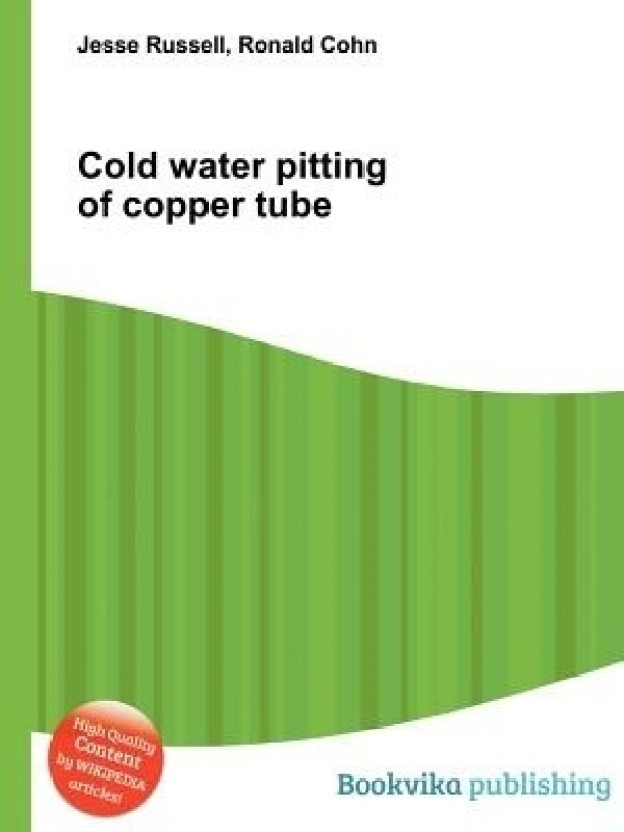 Jesse Russell, Ronald Cohn
Cold water pitting
of copper tube
High Quality
Content
by WIKIPEDIA
articles!
Bookvika publishing